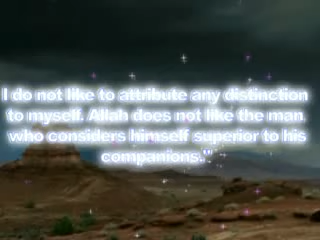 I do not like to attribute any distinction
to myself. Allah does not like the man
who considers himself superior to his
companions."